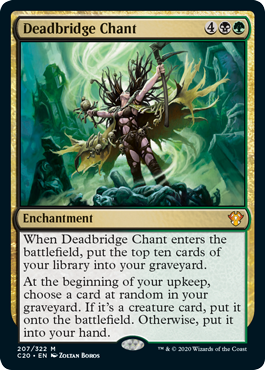 Deadbridge Chant 4
Enchantment
When Deadbridge Chant enters the
battlefield, put the top ten cards of
your library into your graveyard.
At the beginning of your upkeep,
choose a card at random in your
graveyard. If it's a creature card, put it
onto the battlefield. Otherwise, put it
into your hand.
207/322 M
C20 • EN Zoltan Boros
™ & © 2020 Wizards of the Coast